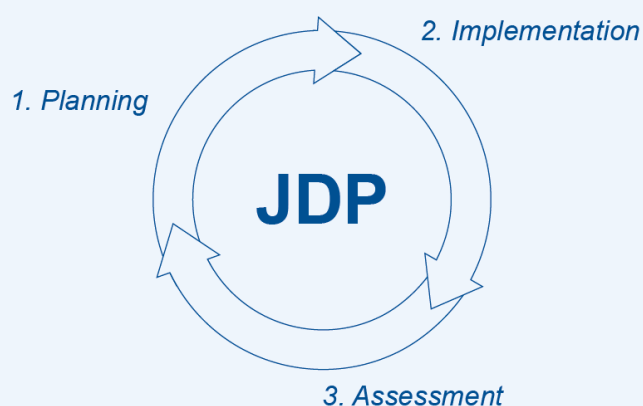 1. Planning
2. Implementation
JDP
3. Assessment